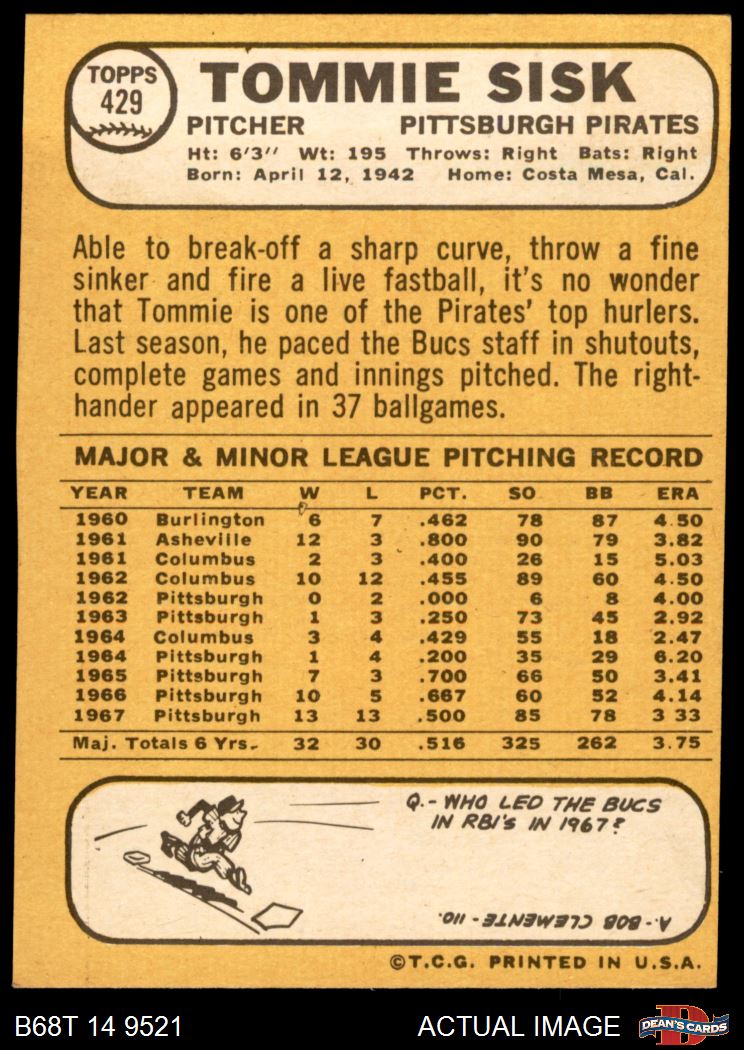 TOPPS
429
TOMMIE SISK
PITCHER PITTSBURGH PIRATES
Ht: 6'3'' Wt: 195 Throws: Right Bats: Right
Born: April 12, 1942 Home: Costa Mesa, Cal.
Able to break-off a sharp curve, throw a fine
sinker and fire a live fastball, it's no wonder
that Tommie is one of the Pirates' top hurlers.
Last season, he paced the Bucs staff in shutouts,
complete games and innings pitched. The right-
hander appeared in 37 ballgames.
MAJOR & MINOR LEAGUE PITCHING RECORD
YEAR TEAM W L PCT. SO BB ERA
1960 Burlington 6 7 .462 78 87 4.50
1961 Asheville 12 3 .800 90 79 3.82
1961 Columbus 2 3 .400 26 15 5.03
1962 Columbus 10 12 .455 89 60 4.50
1962 Pittsburgh 0 2 .000 6 8 4.00
1963 Pittsburgh 1 3 .250 73 45 2.92
1964 Columbus 3 4 .429 55 18 2.47
1964 Pittsburgh 1 4 .200 35 29 6.20
1965 Pittsburgh 7 3 .700 66 50 3.41
1966 Pittsburgh 10 5 .667 60 52 4.14
1967 Pittsburgh 13 13 .500 85 78 3 33
Maj. Totals 6 Yrs. 32 30 .516 325 262 3.75
Q.- WHO LED THE BUCS
IN RBI'S IN 1967?
A.- BOB CLEMENTE - 110.
©T.C.G. PRINTED IN U.S.A.
B68T 14 9521 ACTUAL IMAGE DEAN'S CARDS